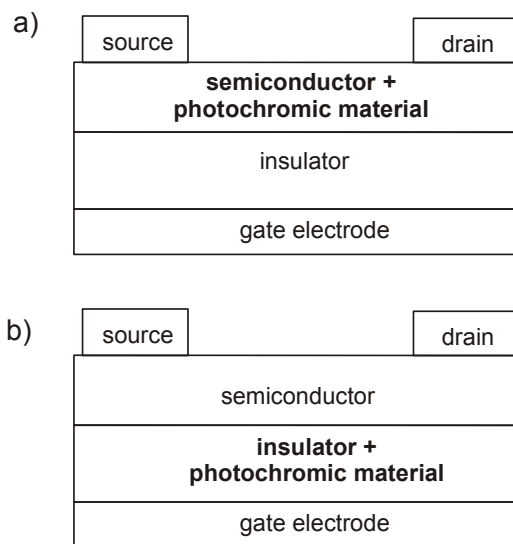 a)
source drain
semiconductor +
photochromic material
insulator
gate electrode
b)
source drain
semiconductor
insulator +
photochromic material
gate electrode